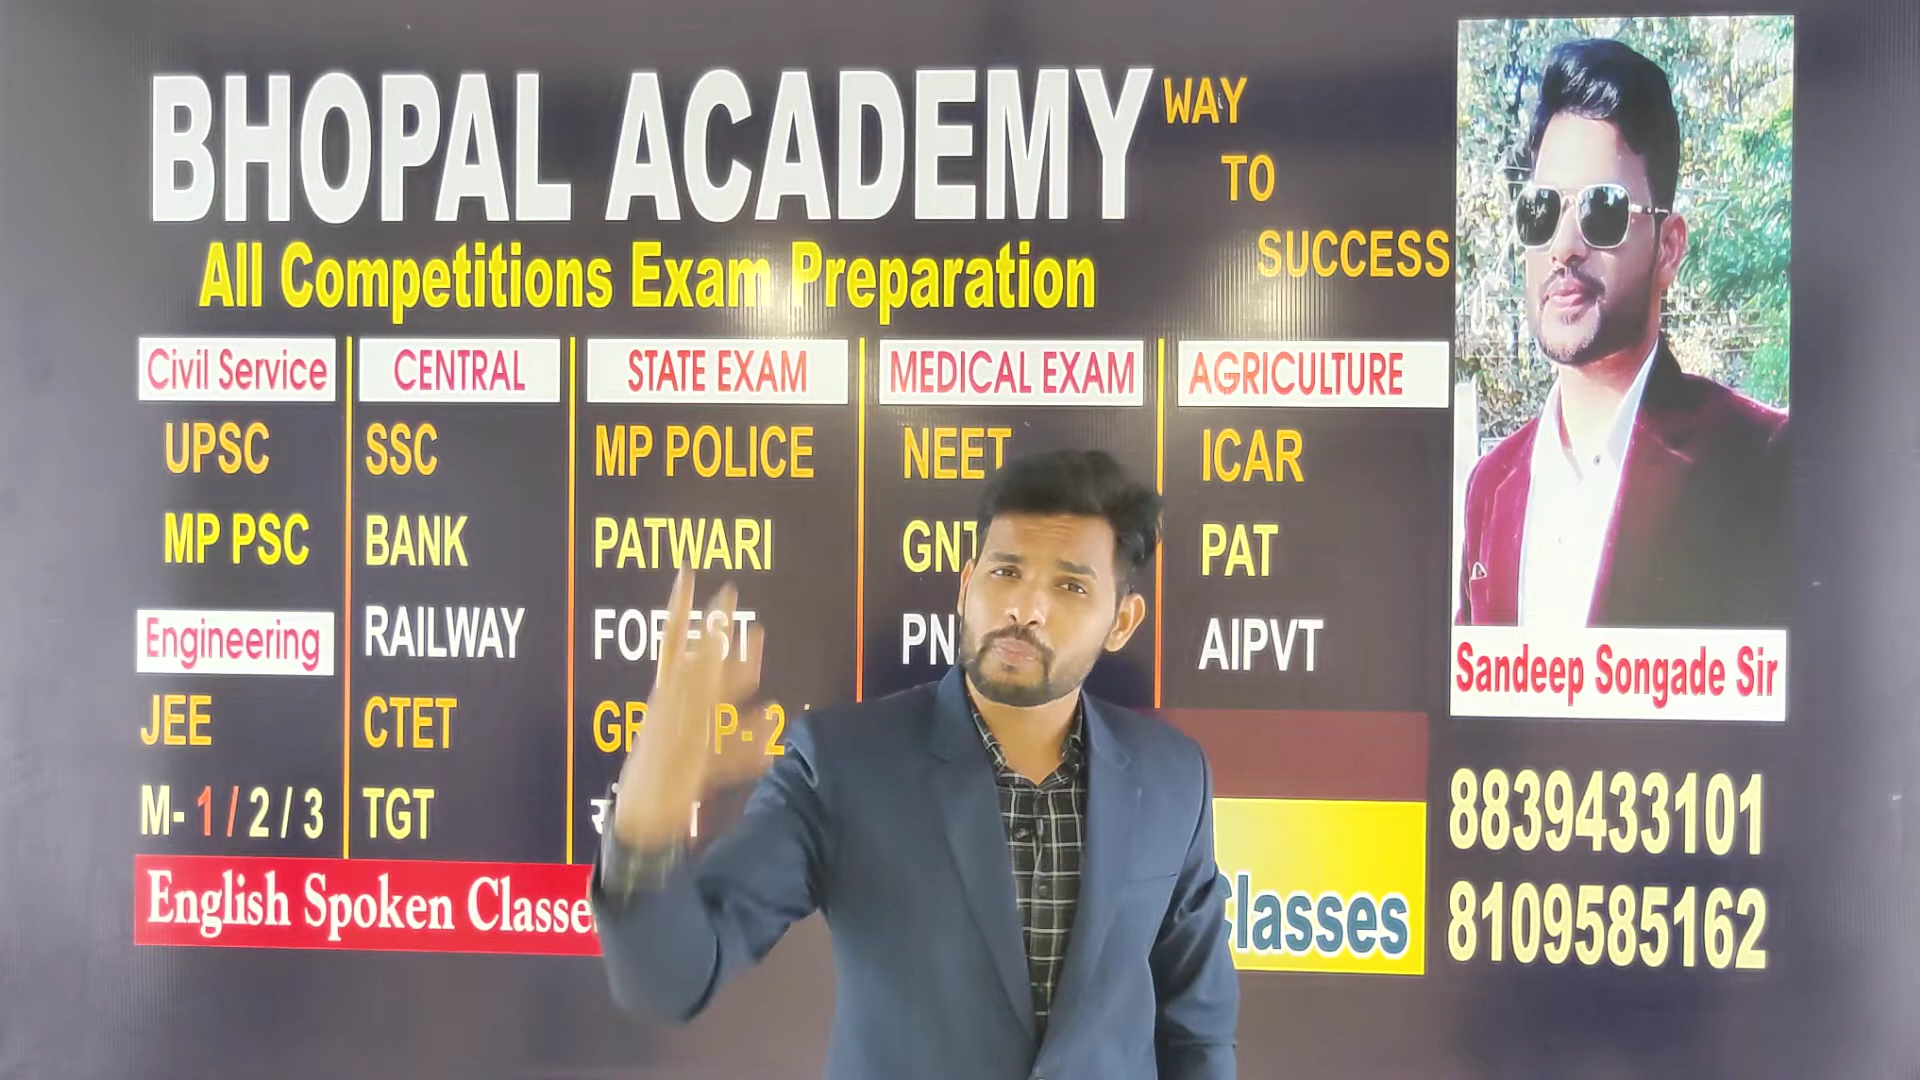 BHOPAL ACADEMY
WAY
TO
SUCCESS
All Competitions Exam Preparation
Civil Service
UPSC
MP PSC
Engineering
JEE
M- 1 / 2 / 3
CENTRAL
SSC
BANK
RAILWAY
CTET
TGT
STATE EXAM
MP POLICE
PATWARI
FOREST
MEDICAL EXAM
NEET
AGRICULTURE
ICAR
PAT
AIPVT
English Spoken
Classes
Sandeep Songade Sir
8839433101
8109585162